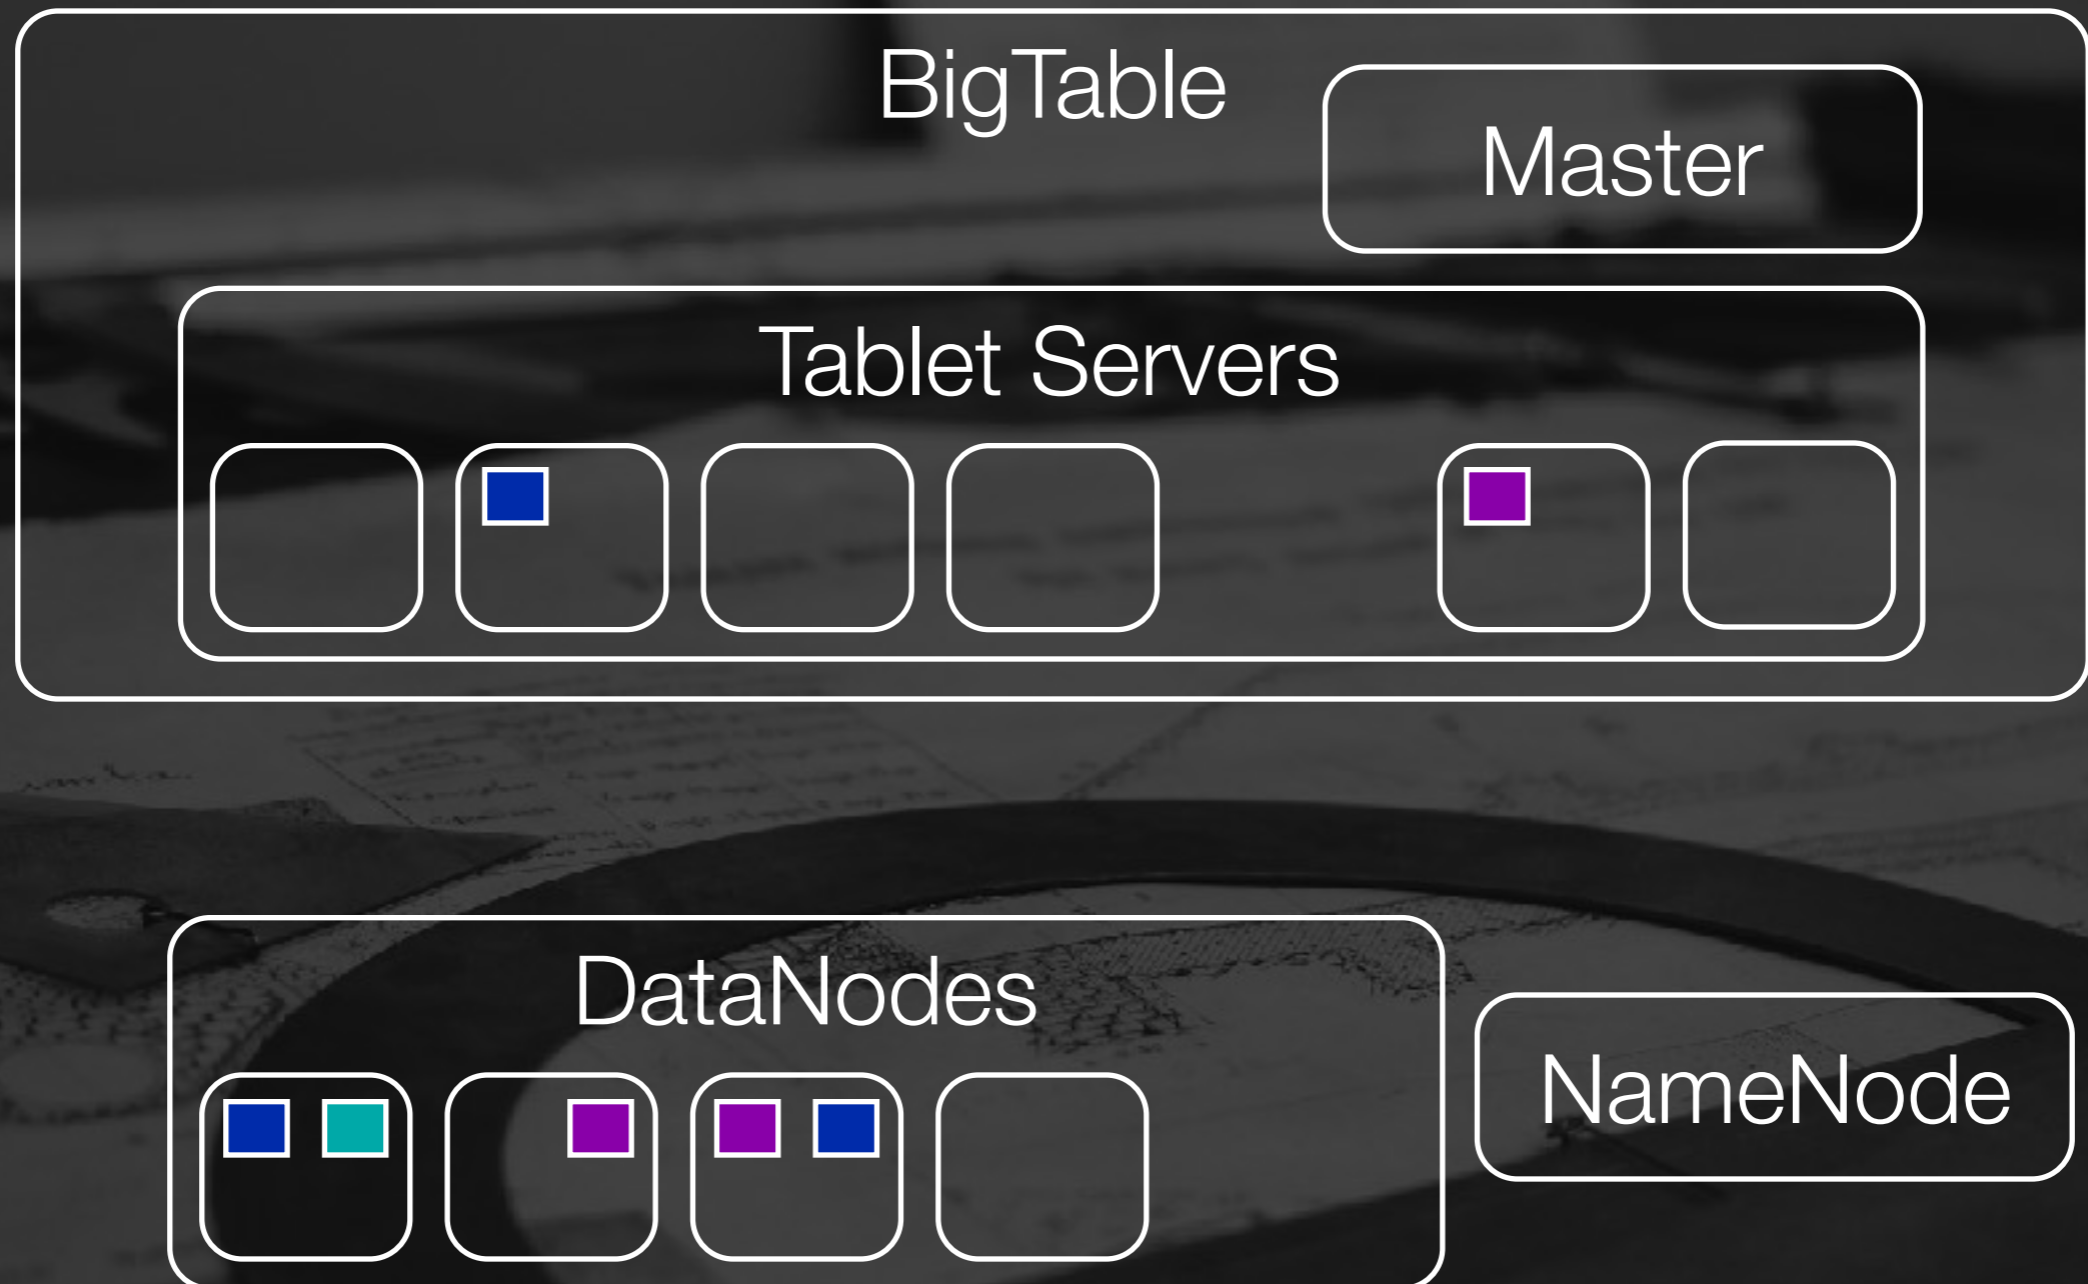 BigTable
Master
Tablet Servers
DataNodes
NameNode